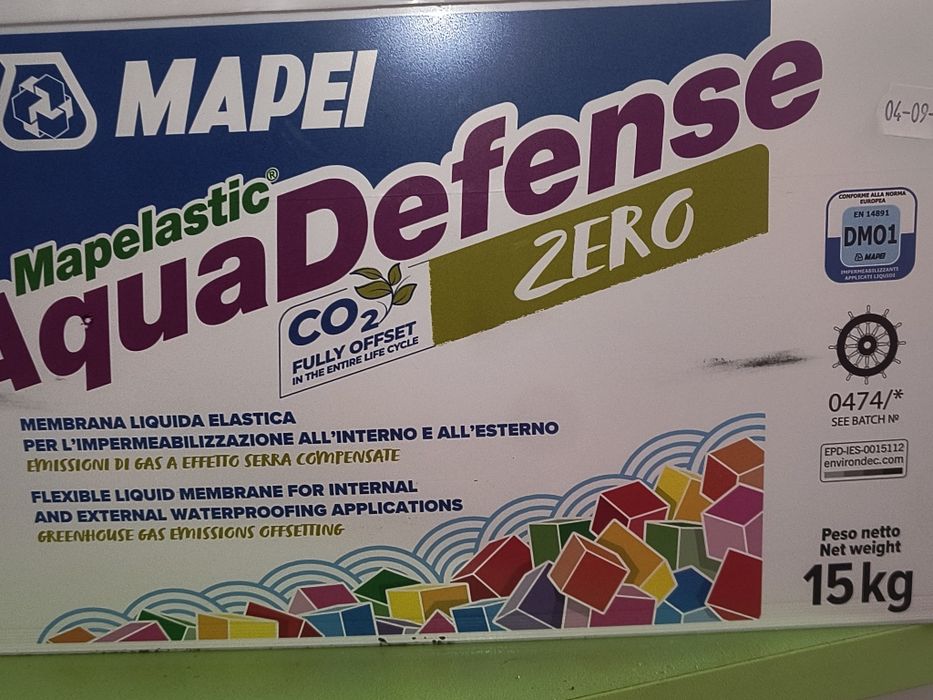 MAPEI
Mapelastic®
AquaDefense
ZERO
CO2
FULLY OFFSET
IN THE ENTIRE LIFE CYCLE
MEMBRANA LIQUIDA ELASTICA
PER L'IMPERMEABILIZZAZIONE ALL'INTERNO E ALL'ESTERNO
EMISSIONI DI GAS A EFFETTO SERRA COMPENSATE
FLEXIBLE LIQUID MEMBRANE FOR INTERNAL
AND EXTERNAL WATERPROOFING APPLICATIONS
GREENHOUSE GAS EMISSIONS OFFSETTING
04-09-
CONFORME ALLA NORMA
EUROPEA
EN 14891
DM01
MAPEI
IMPERMEABILIZZANTI
APPLICATI LIQUIDI
0474/*
SEE BATCH Nº
EPD-IES-0015112
environdec.com
Peso netto
Net weight
15 kg